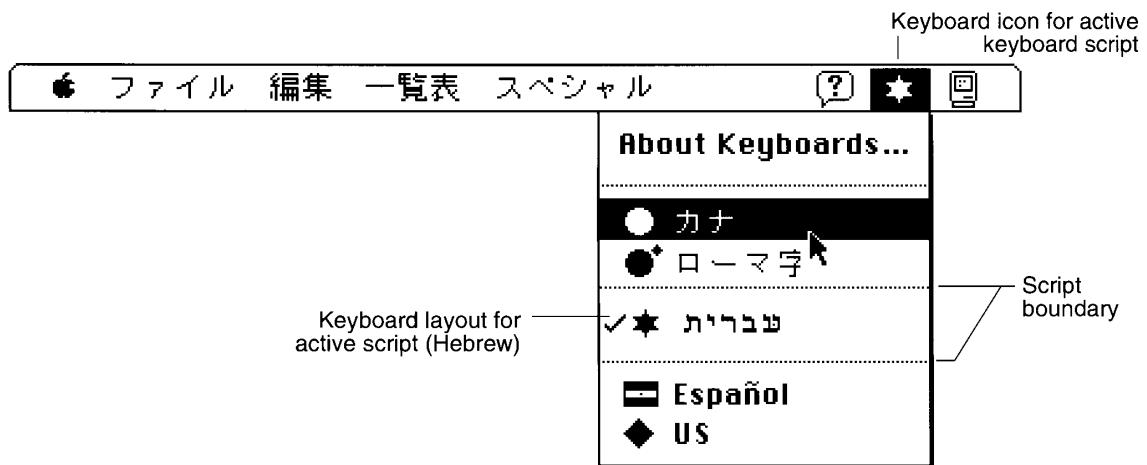 Keyboard icon for active
keyboard script
ファイル 編集 一覧表 スペシャル ?
About Keyboards...
カナ
ローマ字
Script
boundary
Keyboard layout for
active script (Hebrew)
עברית
Español
US